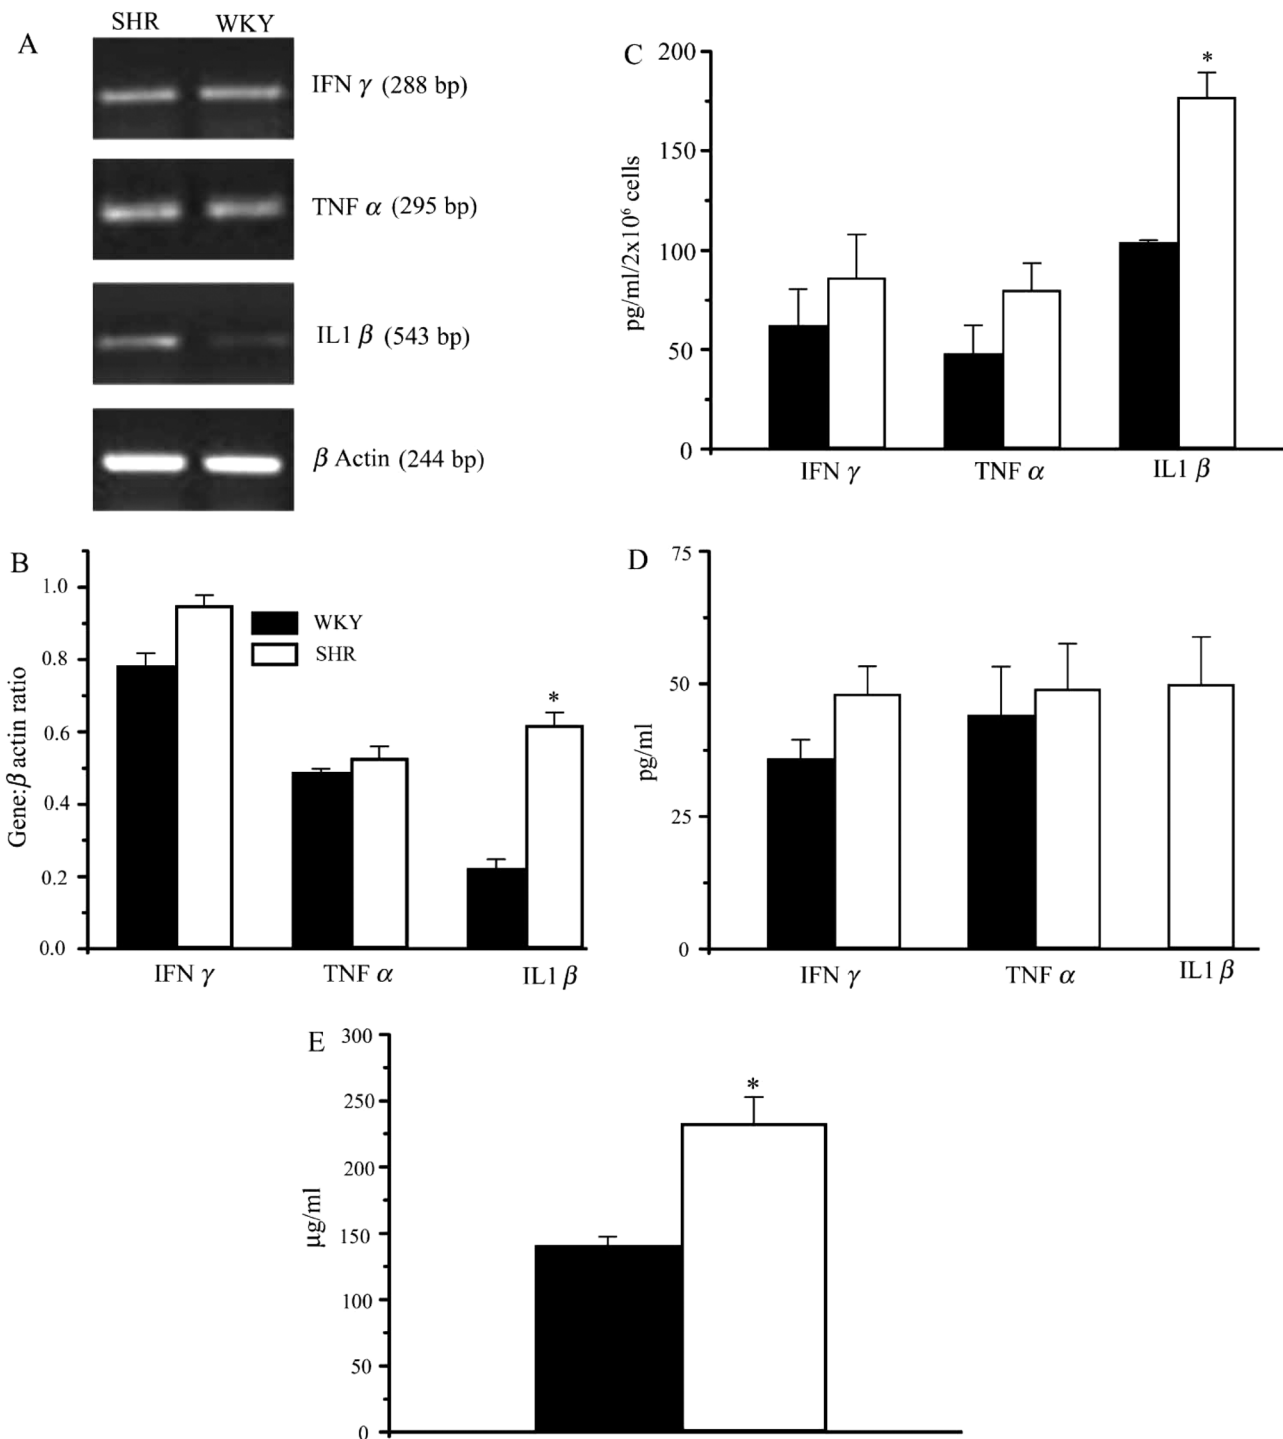 A
SHR WKY
IFN γ (288 bp)
TNF α (295 bp)
IL1 β (543 bp)
β Actin (244 bp)
B
Gene:β actin ratio
1.0
0.8
0.6
0.4
0.2
0.0
WKY
SHR
*
IFN γ TNF α IL1 β
C
pg/ml/2x10⁶ cells
200
150
100
50
0
*
IFN γ TNF α IL1 β
D
pg/ml
75
50
25
0
IFN γ TNF α IL1 β
E
µg/ml
300
250
200
150
100
50
0
*